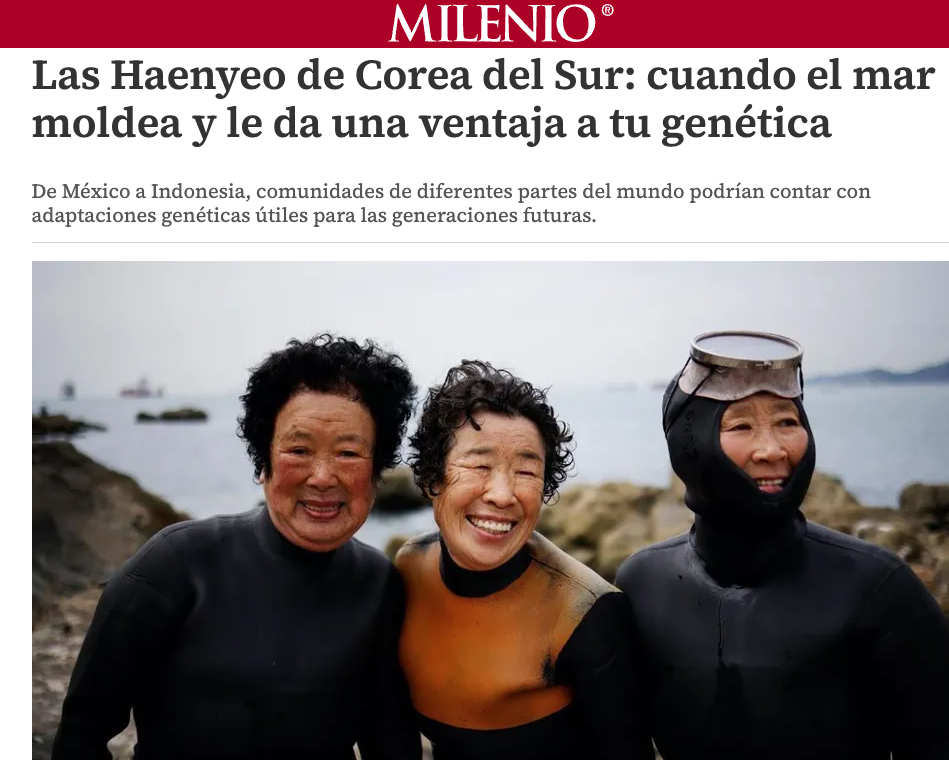 MILENIO®
Las Haenyeo de Corea del Sur: cuando el mar
moldea y le da una ventaja a tu genética
De México a Indonesia, comunidades de diferentes partes del mundo podrían contar con
adaptaciones genéticas útiles para las generaciones futuras.